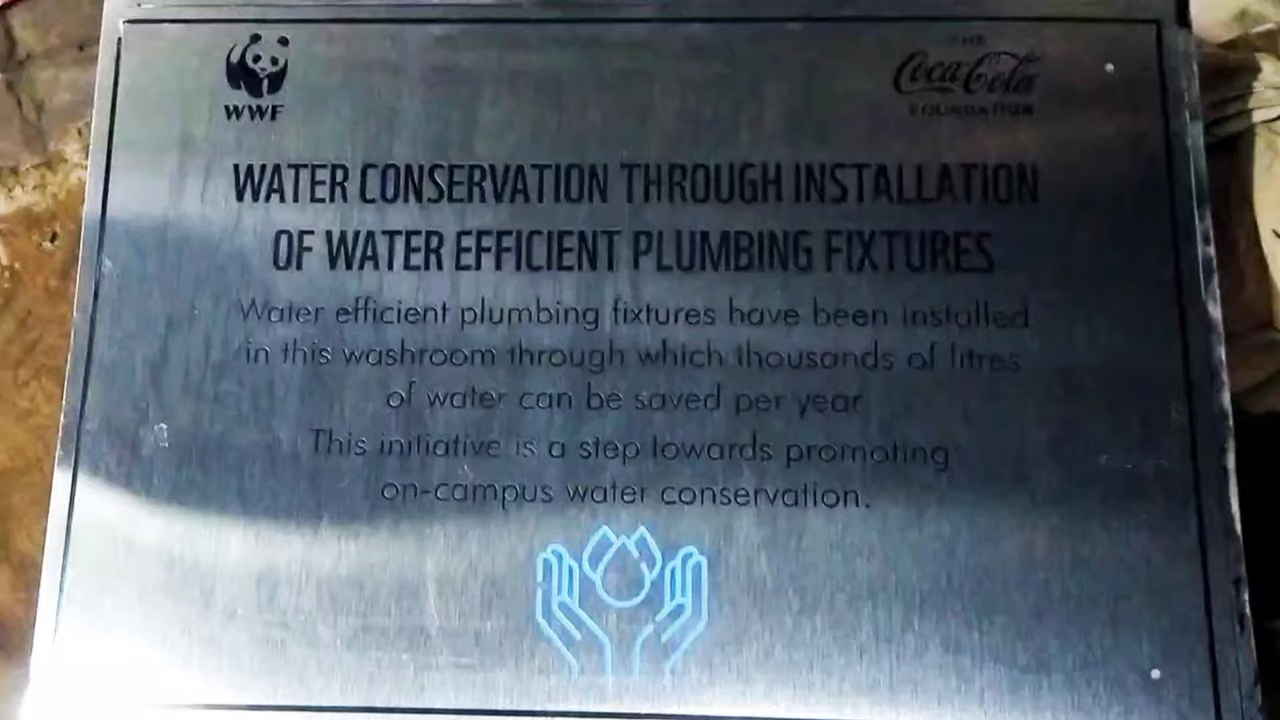 WWF
THE
Coca-Cola
FOUNDATION
WATER CONSERVATION THROUGH INSTALLATION
OF WATER EFFICIENT PLUMBING FIXTURES
Water efficient plumbing fixtures have been installed
in this washroom through which thousands of litres
of water can be saved per year
This initiative is a step towards promoting
on-campus water conservation.